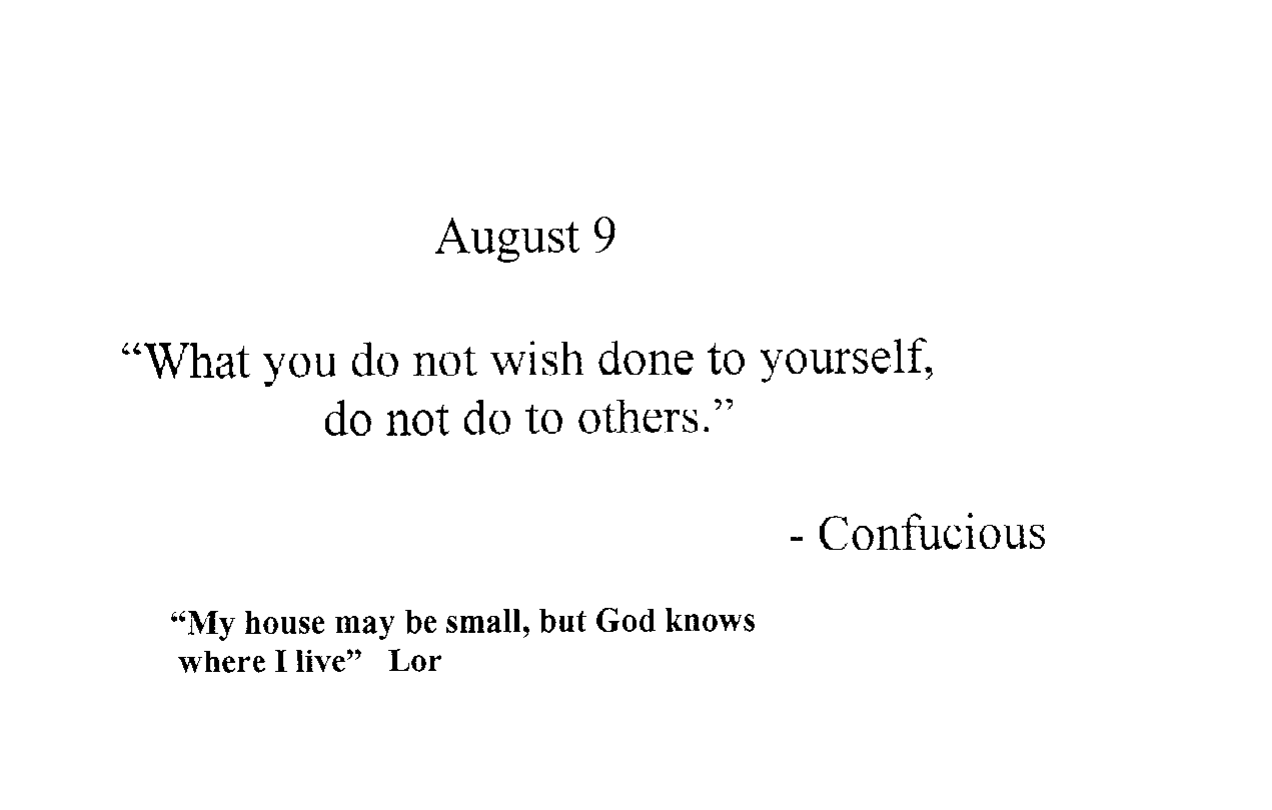 August 9
“What you do not wish done to yourself,
do not do to others.”
- Confucious
“My house may be small, but God knows
where I live” Lor